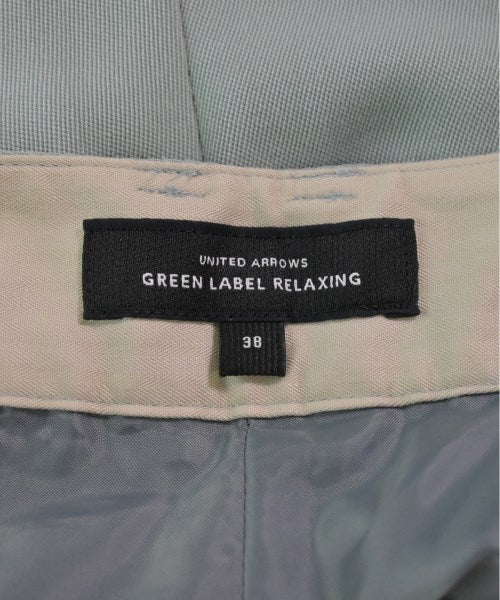 UNITED ARROWS
GREEN LABEL RELAXING
38